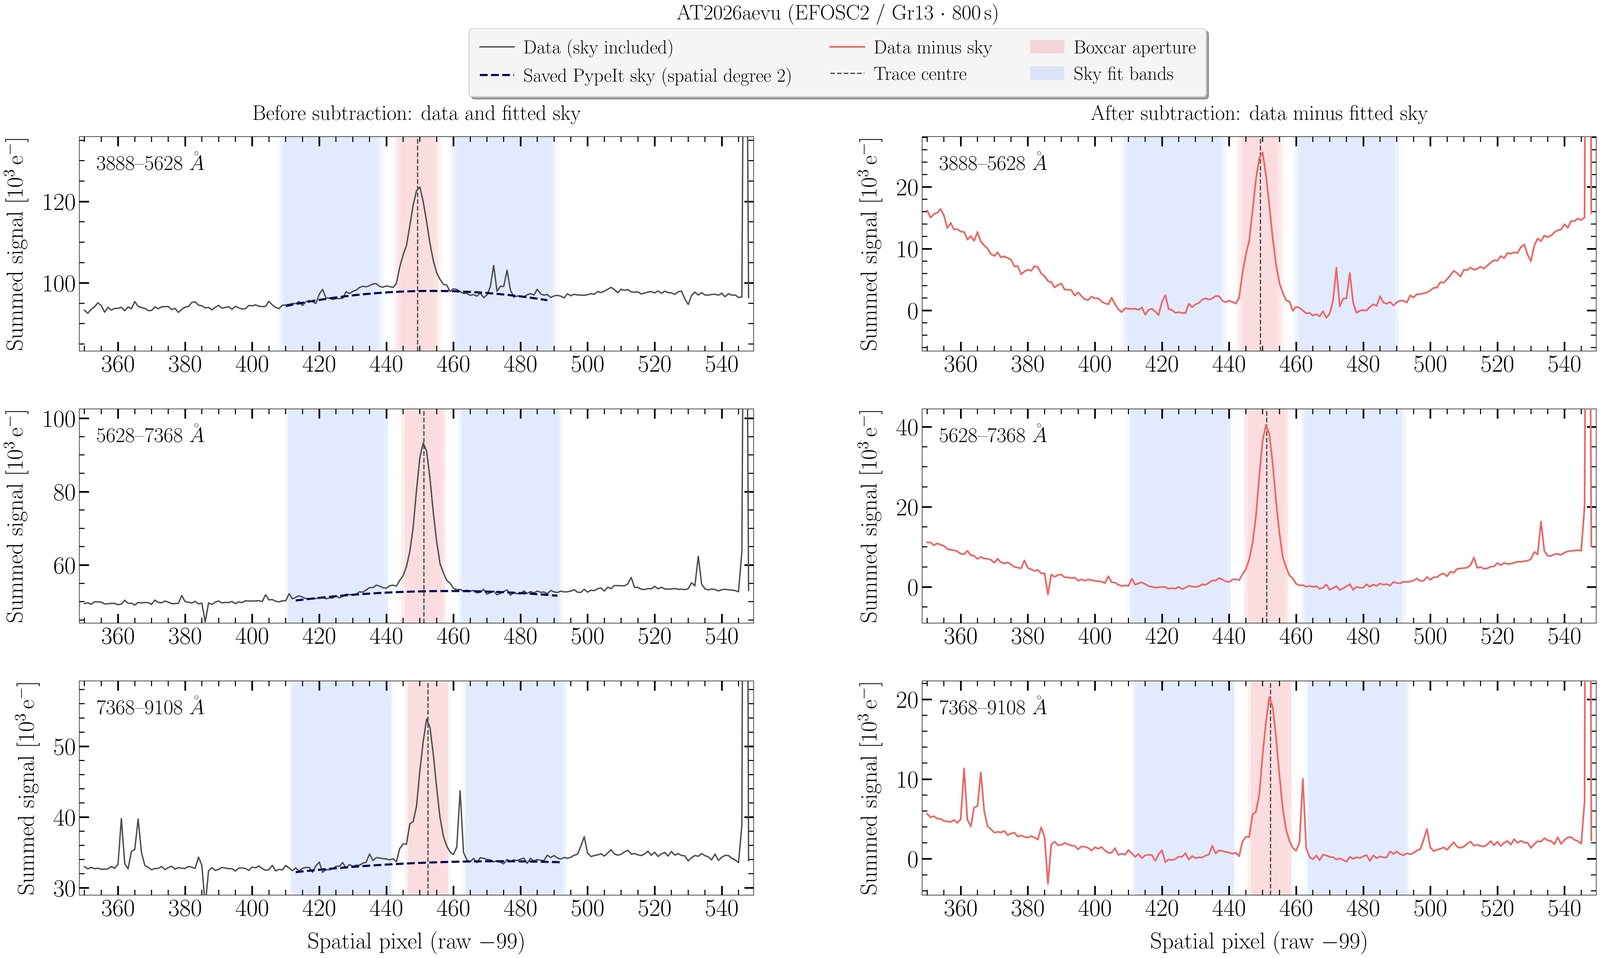 AT2026aevu (EFOSC2 / Gr13 · 800 s)
Data (sky included)
Data minus sky
Boxcar aperture
Saved PypeIt sky (spatial degree 2)
Trace centre
Sky fit bands
Before subtraction: data and fitted sky
After subtraction: data minus fitted sky
Summed signal [10³ e⁻]
3888–5628 Å
120
100
360 380 400 420 440 460 480 500 520 540
Summed signal [10³ e⁻]
3888–5628 Å
20
10
0
360 380 400 420 440 460 480 500 520 540
Summed signal [10³ e⁻]
5628–7368 Å
100
80
60
360 380 400 420 440 460 480 500 520 540
Summed signal [10³ e⁻]
5628–7368 Å
40
20
0
360 380 400 420 440 460 480 500 520 540
Summed signal [10³ e⁻]
7368–9108 Å
50
40
30
360 380 400 420 440 460 480 500 520 540
Spatial pixel (raw −99)
Summed signal [10³ e⁻]
7368–9108 Å
20
10
0
360 380 400 420 440 460 480 500 520 540
Spatial pixel (raw −99)